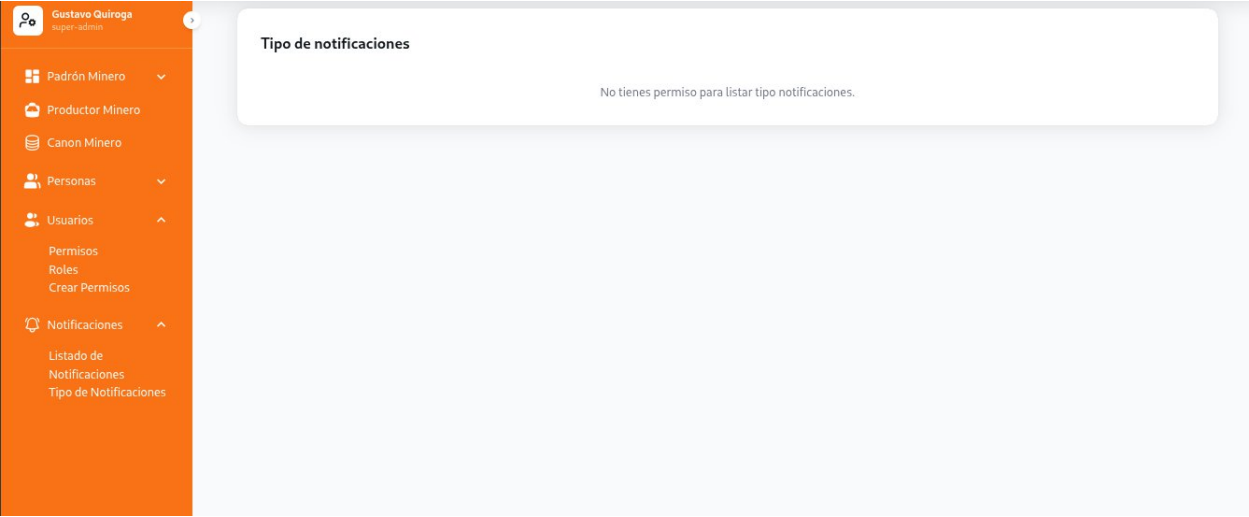 Gustavo Quiroga
super-admin
Padrón Minero
Productor Minero
Canon Minero
Personas
Usuarios
Permisos
Roles
Crear Permisos
Notificaciones
Listado de
Notificaciones
Tipo de Notificaciones
Tipo de notificaciones
No tienes permiso para listar tipo notificaciones.